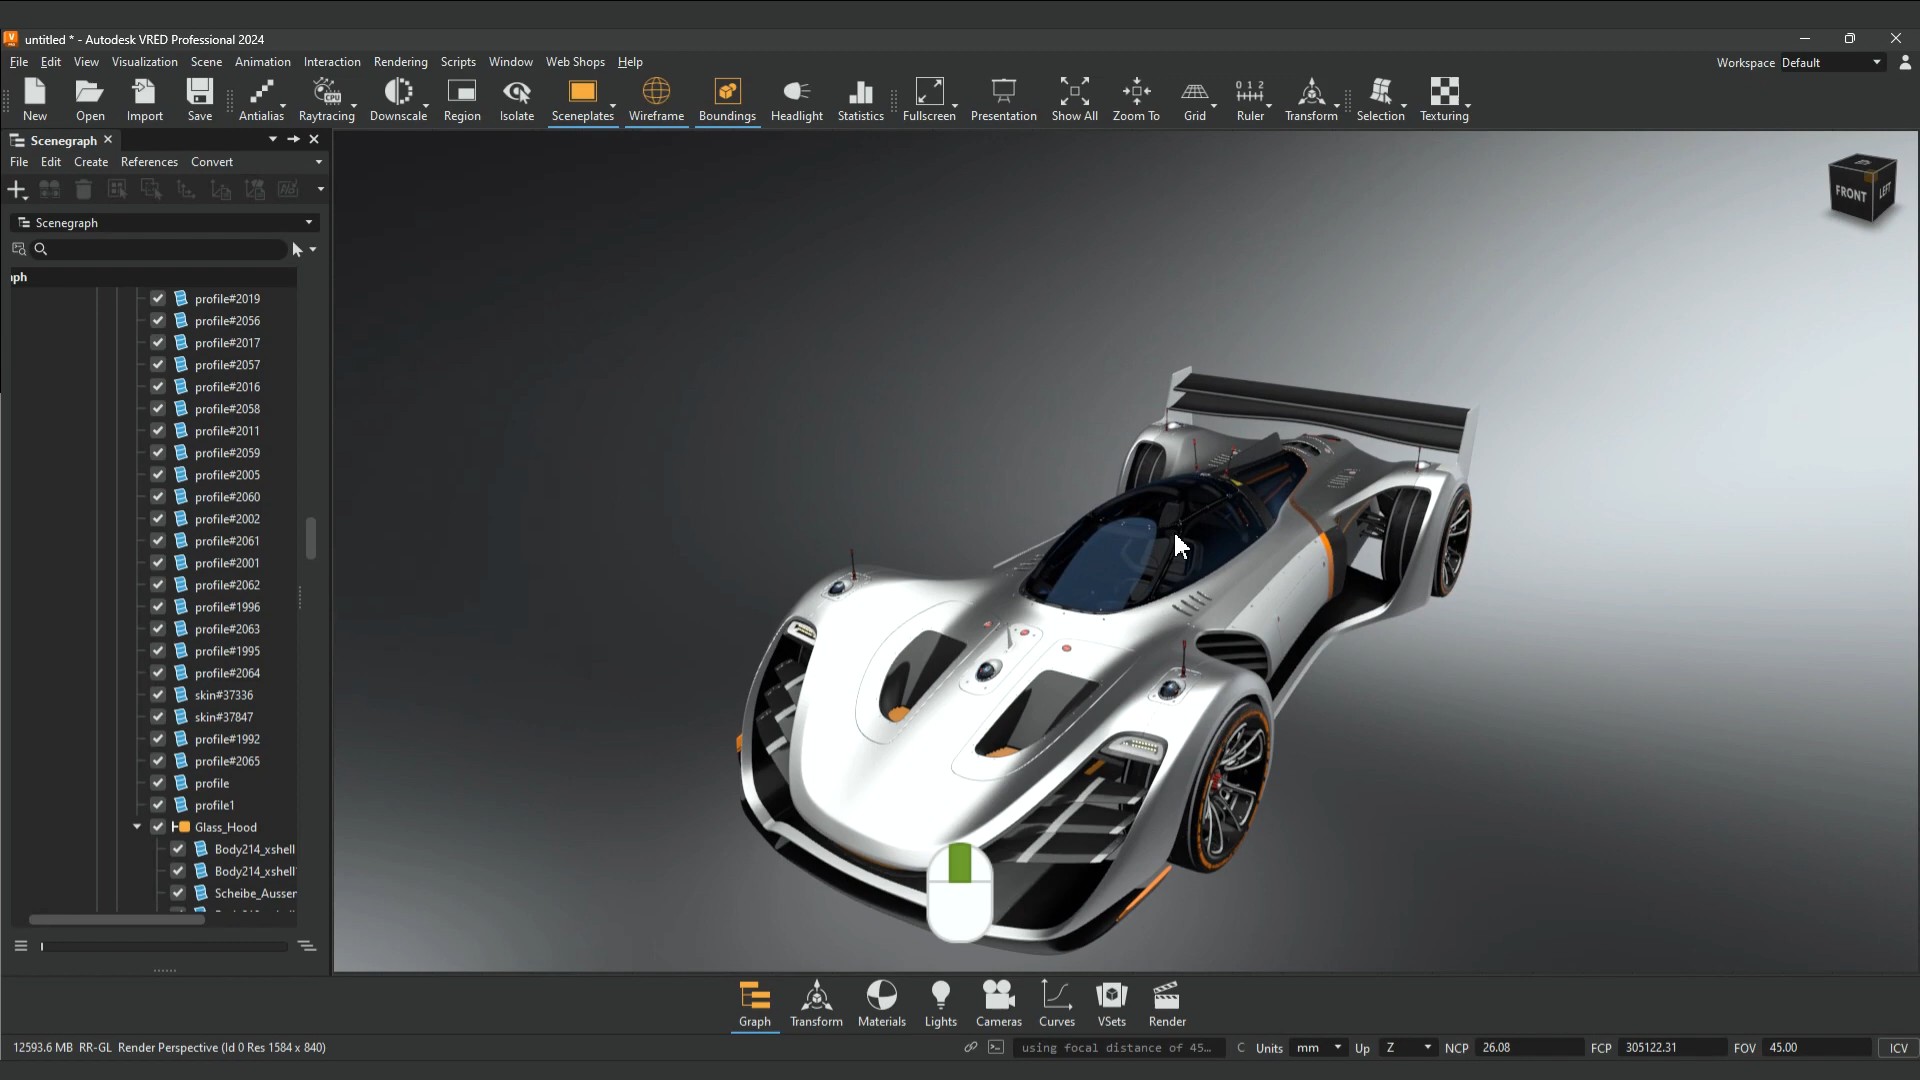 untitled * - Autodesk VRED Professional 2024
File Edit View Visualization Scene Animation Interaction Rendering Scripts Window Web Shops Help
Workspace Default
New Open Import Save Antialias Raytracing Downscale Region Isolate Sceneplates Wireframe Boundings Headlight Statistics Fullscreen Presentation Show All Zoom To Grid Ruler Transform Selection Texturing
CPU
0 1 2
Scenegraph
File Edit Create References Convert
Scenegraph
aph
profile#2019
profile#2056
profile#2017
profile#2057
profile#2016
profile#2058
profile#2011
profile#2059
profile#2005
profile#2060
profile#2002
profile#2061
profile#2001
profile#2062
profile#1996
profile#2063
profile#1995
profile#2064
skin#37336
skin#37847
profile#1992
profile#2065
profile
profile1
Glass_Hood
Body214_xshell
Body214_xshell
Scheibe_Ausser
FRONT LEFT
Graph Transform Materials Lights Cameras Curves VSets Render
12593.6 MB RR-GL Render Perspective (Id 0 Res 1584 x 840)
using focal distance of 45...
C Units mm Up Z NCP 26.08 FCP 305122.31 FOV 45.00 ICV